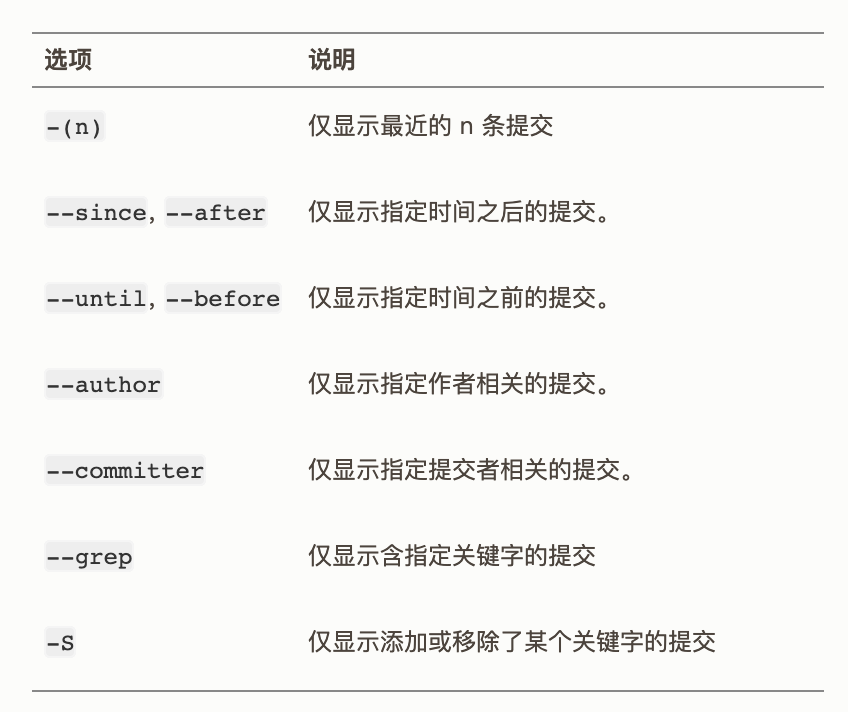 选项 说明
-(n) 仅显示最近的 n 条提交
--since, --after 仅显示指定时间之后的提交。
--until, --before 仅显示指定时间之前的提交。
--author 仅显示指定作者相关的提交。
--committer 仅显示指定提交者相关的提交。
--grep 仅显示含指定关键字的提交
-S 仅显示添加或移除了某个关键字的提交